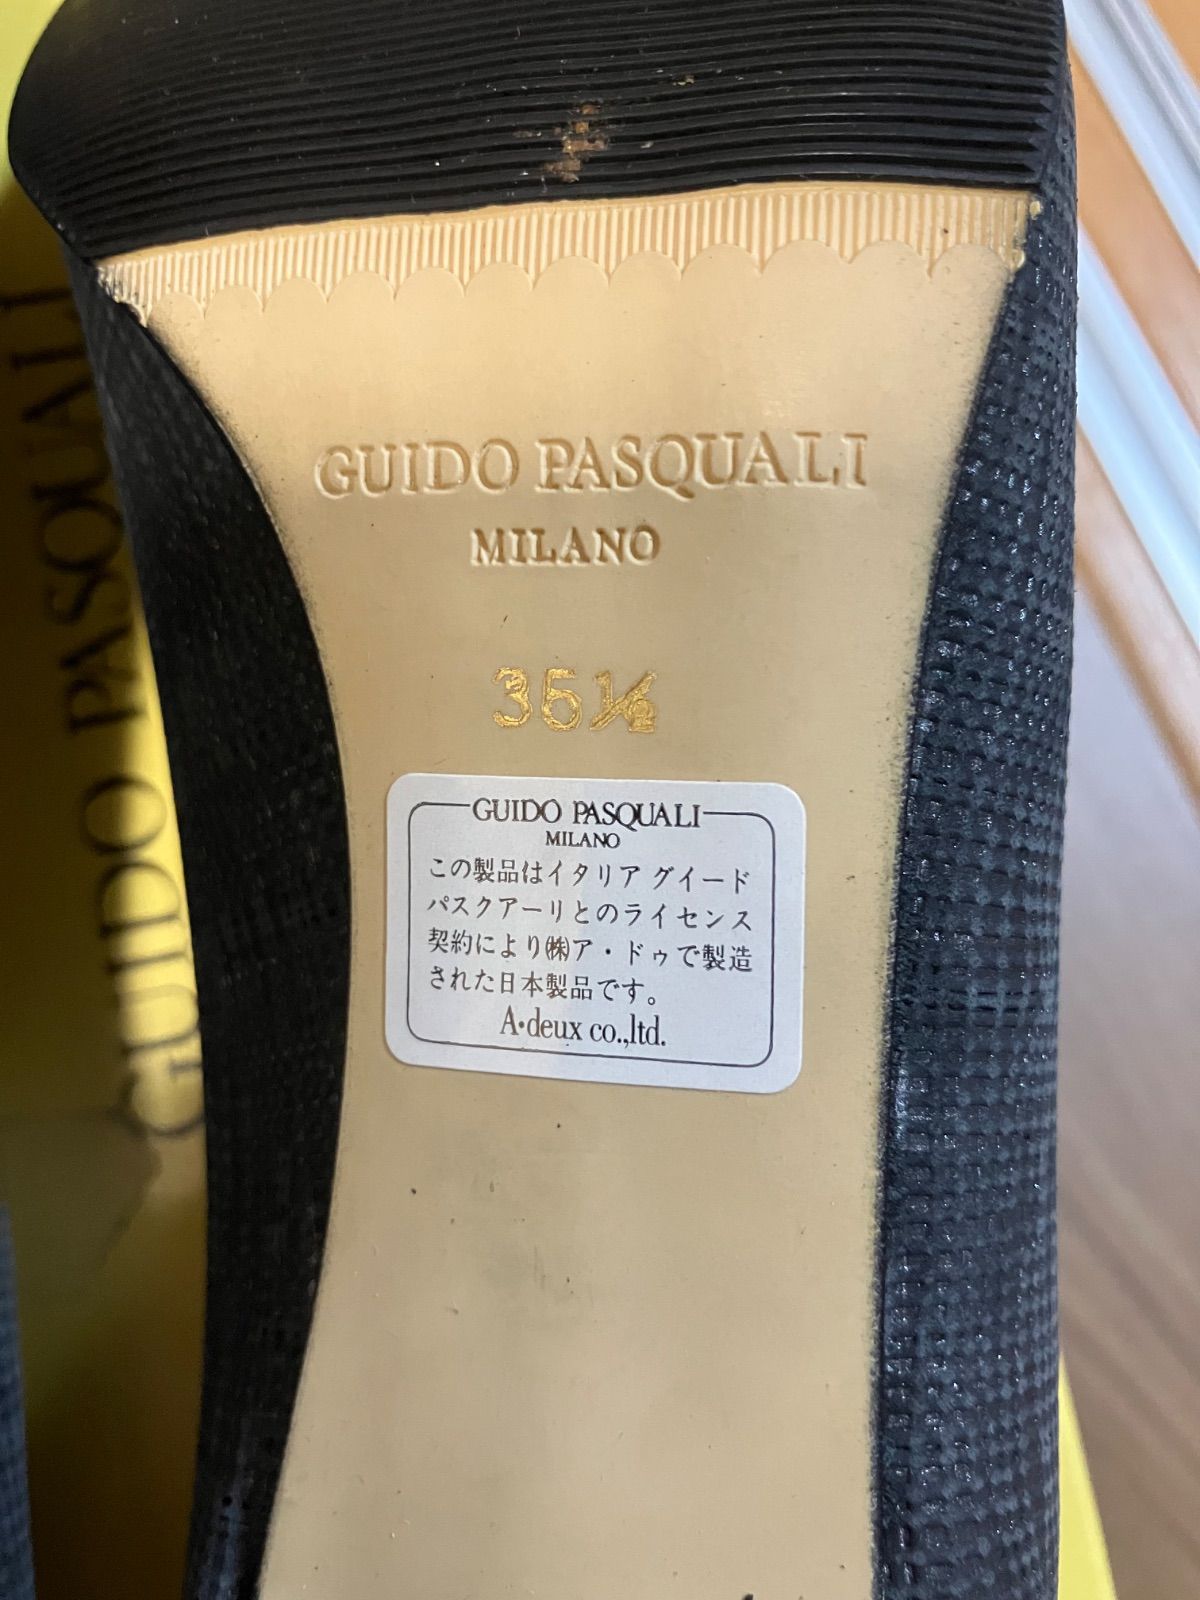 GUIDO PASQUALI
MILANO
35½
GUIDO PASQUALI
MILANO
この製品はイタリア グイード
パスクアーリとのライセンス
契約により㈱ア・ドゥで製造
された日本製品です。
A・deux co.,ltd.
GUIDO PASQUALI